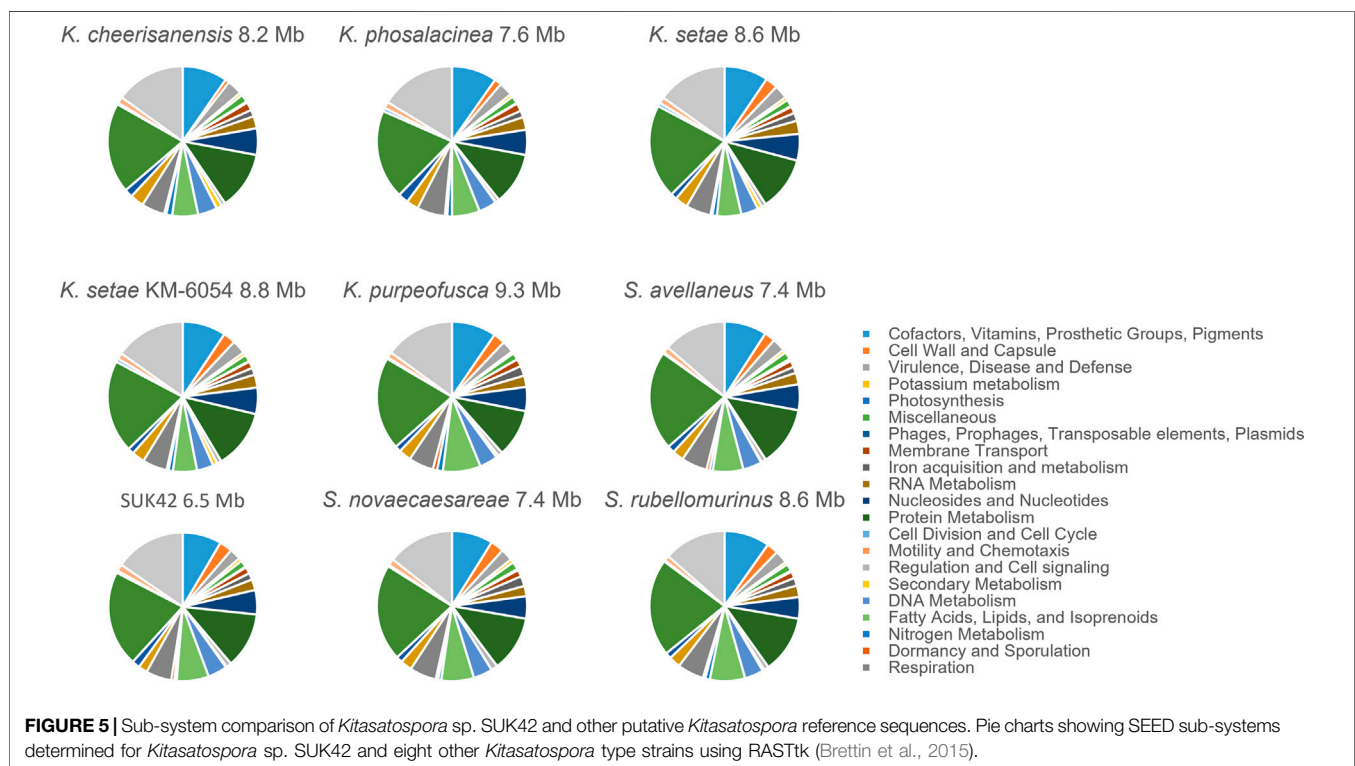 K. cheerisanensis 8.2 Mb
K. phosalacinea 7.6 Mb
K. setae 8.6 Mb
K. setae KM-6054 8.8 Mb
K. purpeofusca 9.3 Mb
S. avellaneus 7.4 Mb
SUK42 6.5 Mb
S. novaecaesareae 7.4 Mb
S. rubellomurinus 8.6 Mb
Cofactors, Vitamins, Prosthetic Groups, Pigments
Cell Wall and Capsule
Virulence, Disease and Defense
Potassium metabolism
Photosynthesis
Miscellaneous
Phages, Prophages, Transposable elements, Plasmids
Membrane Transport
Iron acquisition and metabolism
RNA Metabolism
Nucleosides and Nucleotides
Protein Metabolism
Cell Division and Cell Cycle
Motility and Chemotaxis
Regulation and Cell signaling
Secondary Metabolism
DNA Metabolism
Fatty Acids, Lipids, and Isoprenoids
Nitrogen Metabolism
Dormancy and Sporulation
Respiration
FIGURE 5 | Sub-system comparison of Kitasatospora sp. SUK42 and other putative Kitasatospora reference sequences. Pie charts showing SEED sub-systems
determined for Kitasatospora sp. SUK42 and eight other Kitasatospora type strains using RASTtk (Brettin et al., 2015).